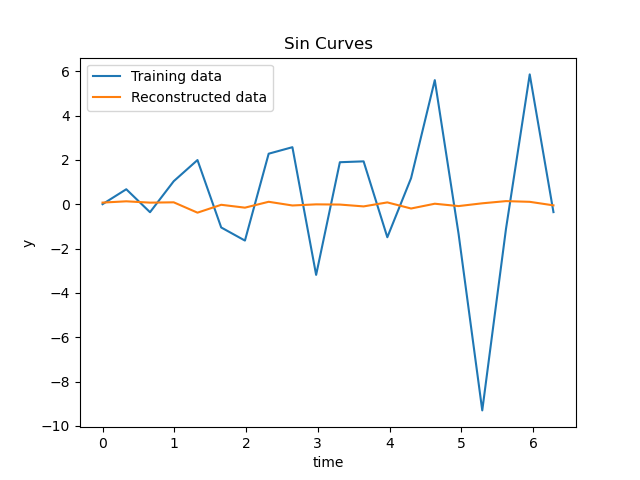 Sin Curves
Training data
Reconstructed data
6
4
2
0
−2
−4
−6
−8
−10
y
0 1 2 3 4 5 6
time